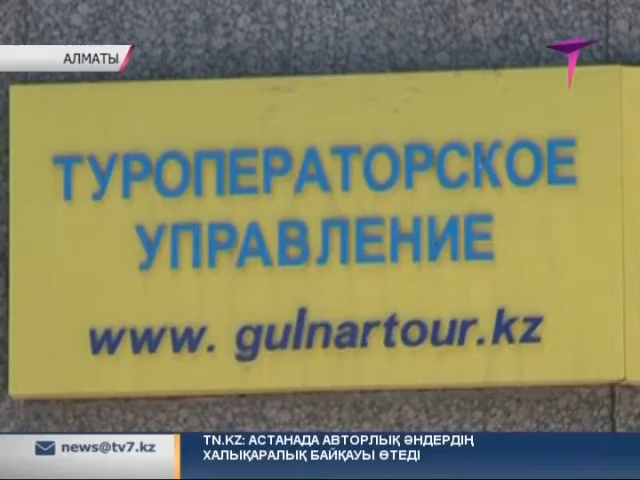 АЛМАТЫ
ТУРОПЕРАТОРСКОЕ
УПРАВЛЕНИЕ
www. gulnartour.kz
news@tv7.kz
TN.KZ: АСТАНАДА АВТОРЛЫҚ ӘНДЕРДІҢ
ХАЛЫҚАРАЛЫҚ БАЙҚАУЫ ӨТЕДІ